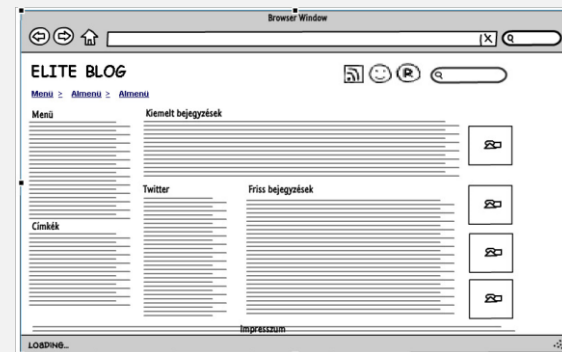 Browser Window
X
ELITE BLOG
R
Menü > Almenü > Almenü
Menü
Kiemelt bejegyzések
Twitter
Friss bejegyzések
Címkék
Impresszum
LOADING...